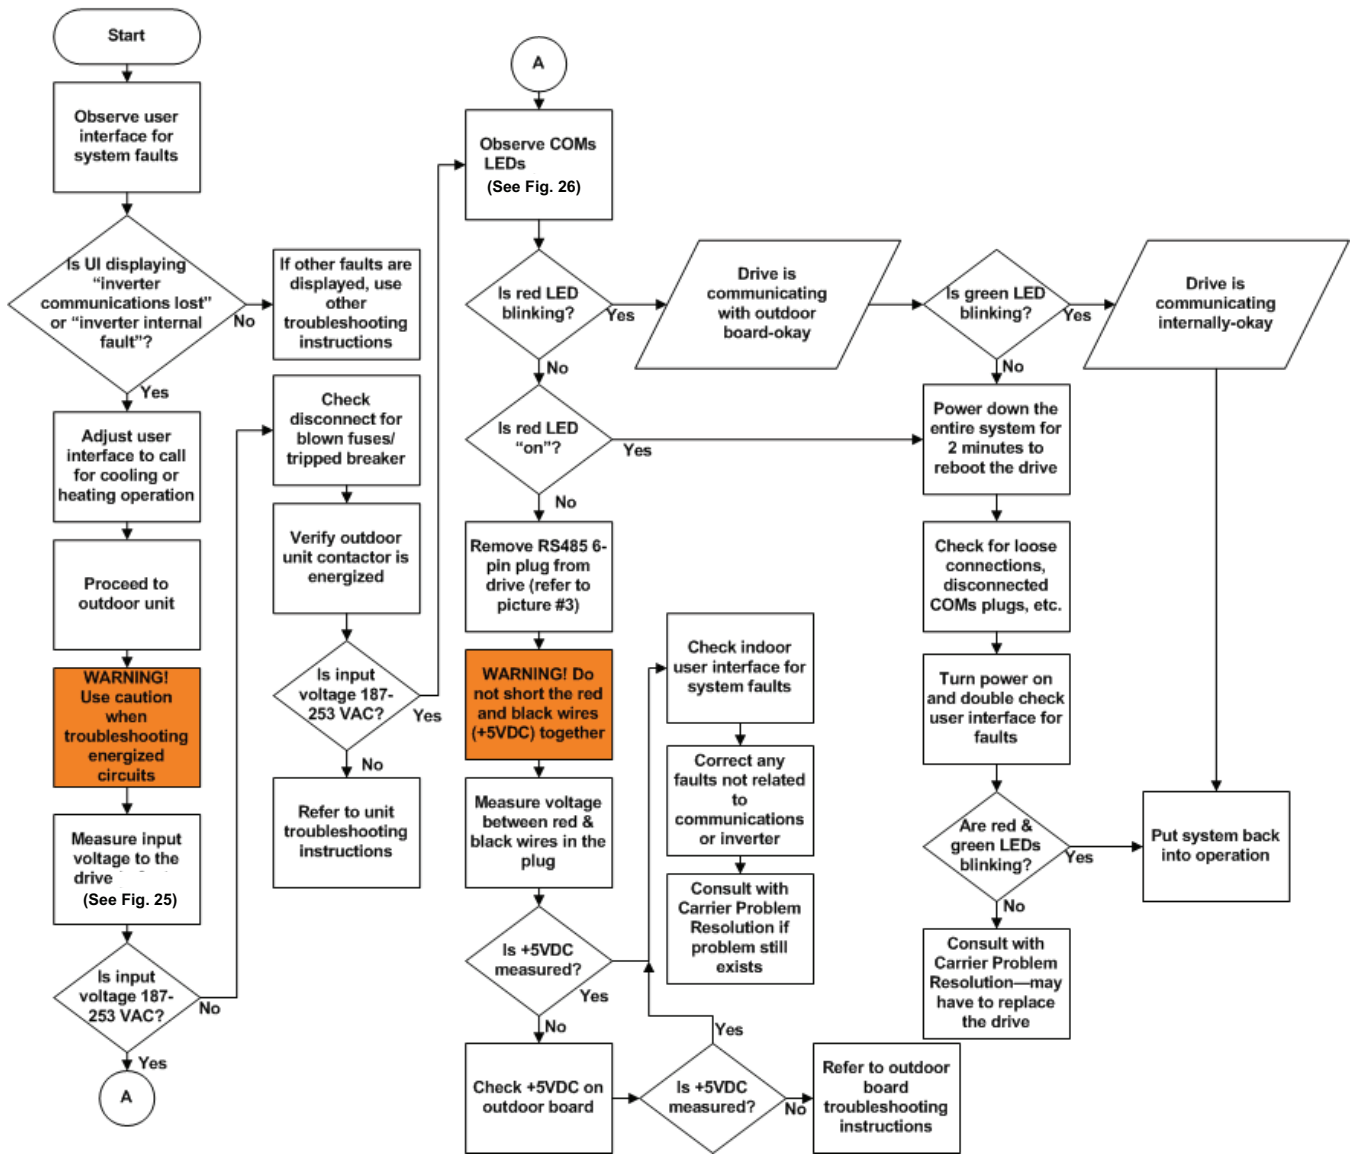 Start
Observe user
interface for
system faults
Is UI displaying
“inverter
communications lost”
or “inverter internal
fault”?
No
Yes
If other faults are
displayed, use
other
troubleshooting
instructions
Adjust user
interface to call
for cooling or
heating operation
Proceed to
outdoor unit
WARNING!
Use caution
when
troubleshooting
energized
circuits
Measure input
voltage to the
drive
(See Fig. 25)
Is input
voltage 187-
253 VAC?
No
Yes
A
Check
disconnect for
blown fuses/
tripped breaker
Verify outdoor
unit contactor is
energized
Is input
voltage 187-
253 VAC?
Yes
No
Refer to unit
troubleshooting
instructions
A
Observe COMs
LEDs
(See Fig. 26)
Is red LED
blinking?
Yes
No
Drive is
communicating
with outdoor
board-okay
Is green LED
blinking?
Yes
No
Drive is
communicating
internally-okay
Is red LED
“on”?
Yes
No
Power down the
entire system for
2 minutes to
reboot the drive
Remove RS485 6-
pin plug from
drive (refer to
picture #3)
Check for loose
connections,
disconnected
COMs plugs, etc.
WARNING! Do
not short the red
and black wires
(+5VDC) together
Check indoor
user interface for
system faults
Turn power on
and double check
user interface for
faults
Measure voltage
between red &
black wires in the
plug
Correct any
faults not related
to
communications
or inverter
Are red &
green LEDs
blinking?
Yes
No
Put system back
into operation
Consult with
Carrier Problem
Resolution if
problem still
exists
Is +5VDC
measured?
Yes
No
Consult with
Carrier Problem
Resolution—may
have to replace
the drive
Check +5VDC on
outdoor board
Is +5VDC
measured?
Yes
No
Refer to outdoor
board
troubleshooting
instructions